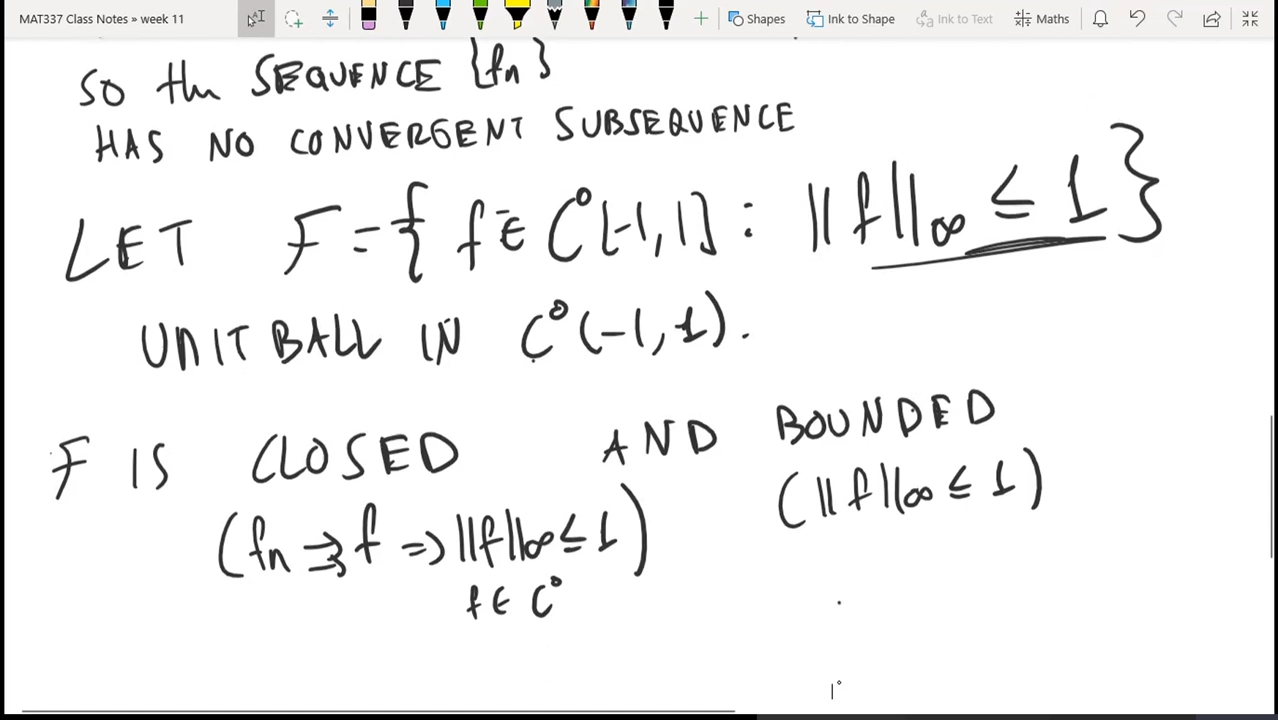 MAT337 Class Notes » week 11
Shapes Ink to Shape Ink to Text Maths
SO the SEQUENCE {fn}
HAS NO CONVERGENT SUBSEQUENCE
LET F = { f ∈ C⁰[-1,1] : ||f||∞ ≤ 1 }
UNIT BALL IN C⁰(-1,1).
F IS CLOSED AND BOUNDED
(fn ⇉ f => ||f||∞ ≤ 1) (||f||∞ ≤ 1)
f ∈ C⁰